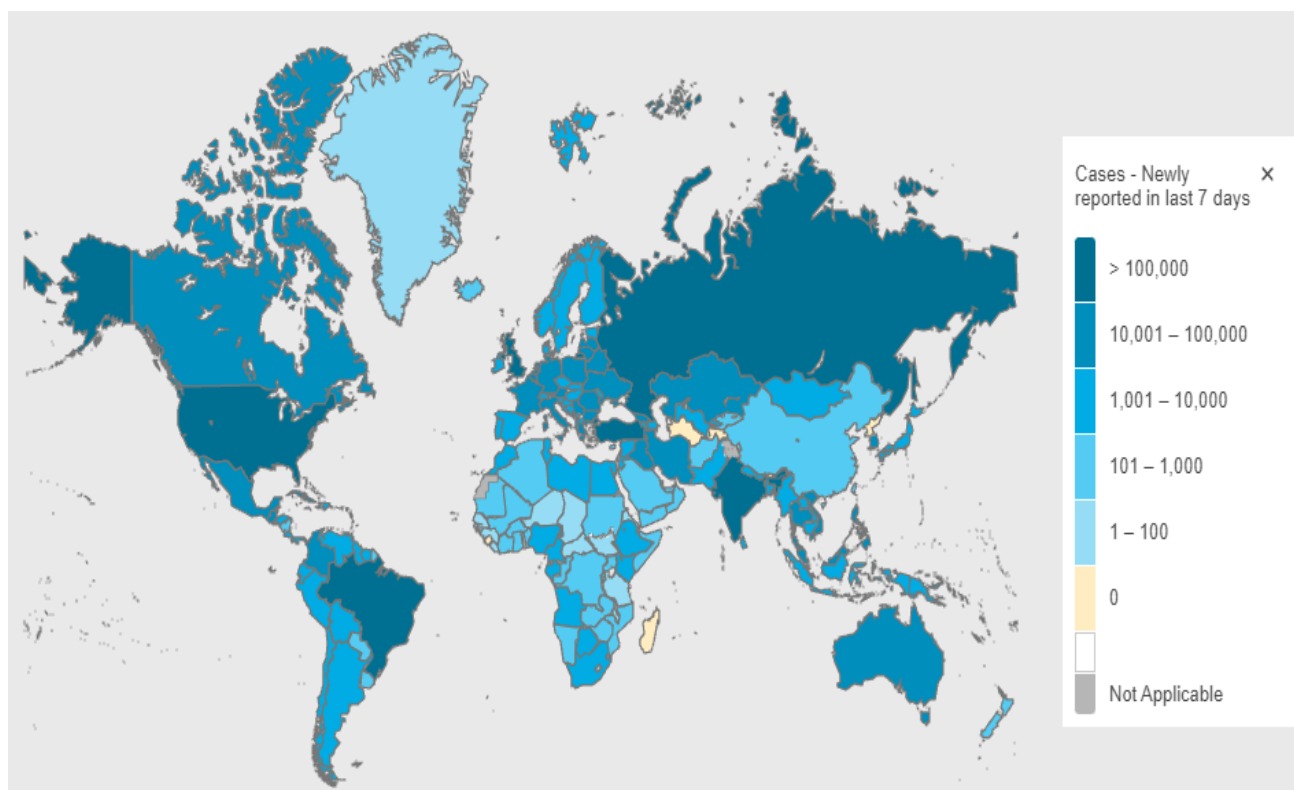 Cases - Newly
reported in last 7 days
×
> 100,000
10,001 – 100,000
1,001 – 10,000
101 – 1,000
1 – 100
0
Not Applicable